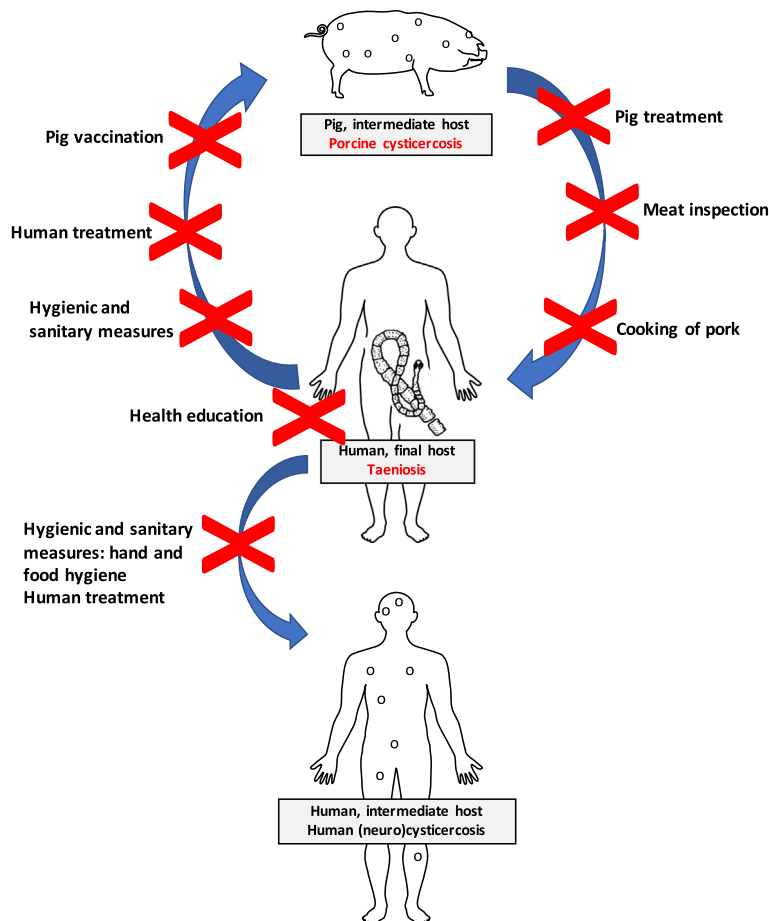 Pig, intermediate host
Porcine cysticercosis
Pig vaccination
Pig treatment
Human treatment
Meat inspection
Hygienic and
sanitary measures
Cooking of pork
Health education
Human, final host
Taeniosis
Hygienic and sanitary
measures: hand and
food hygiene
Human treatment
Human, intermediate host
Human (neuro)cysticercosis